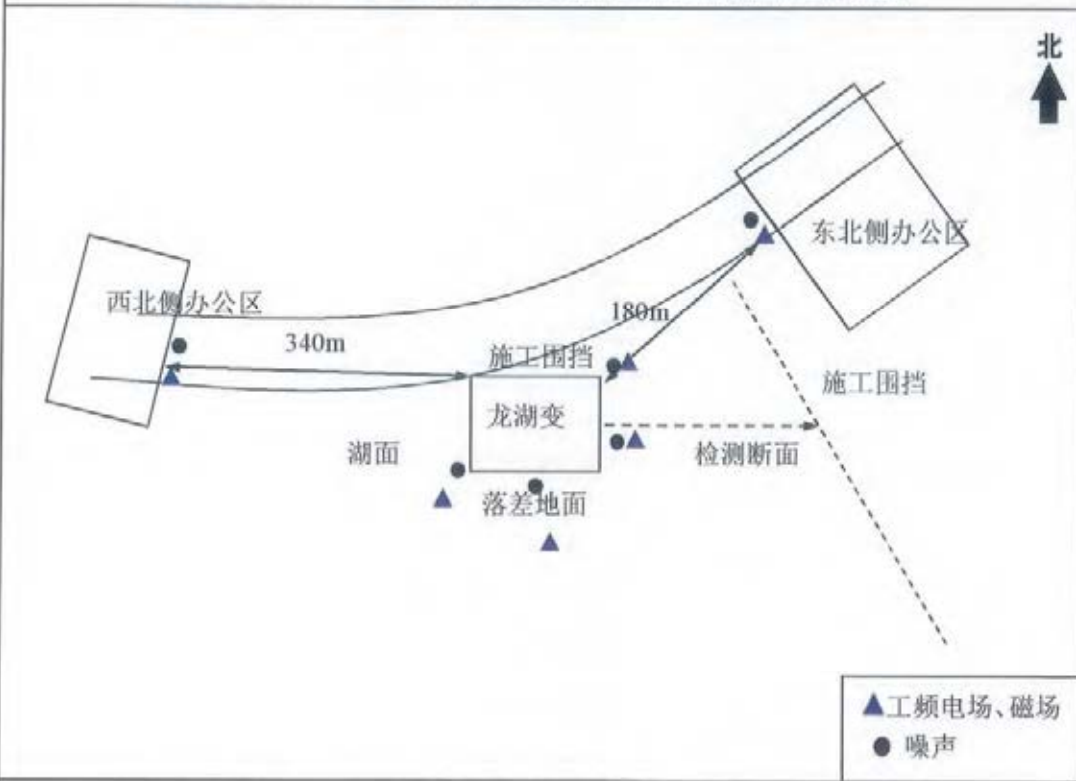 北
东北侧办公区
西北侧办公区
180m
340m
施工围挡
施工围挡
龙湖变
湖面
检测断面
落差地面
▲工频电场、磁场
● 噪声